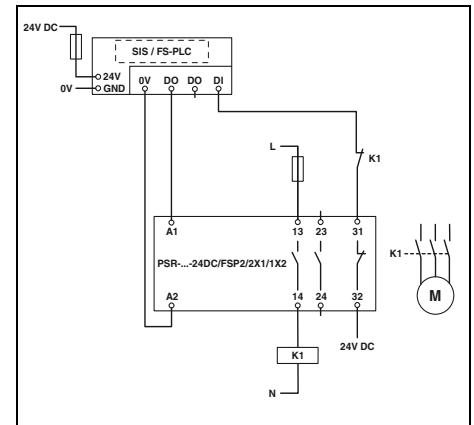 24V DC
SIS / FS-PLC
24V
0V
GND
0V DO DO DI
L
K1
A1 13 23 31
PSR-...-24DC/FSP2/2X1/1X2
K1
M
A2 14 24 32
24V DC
K1
N